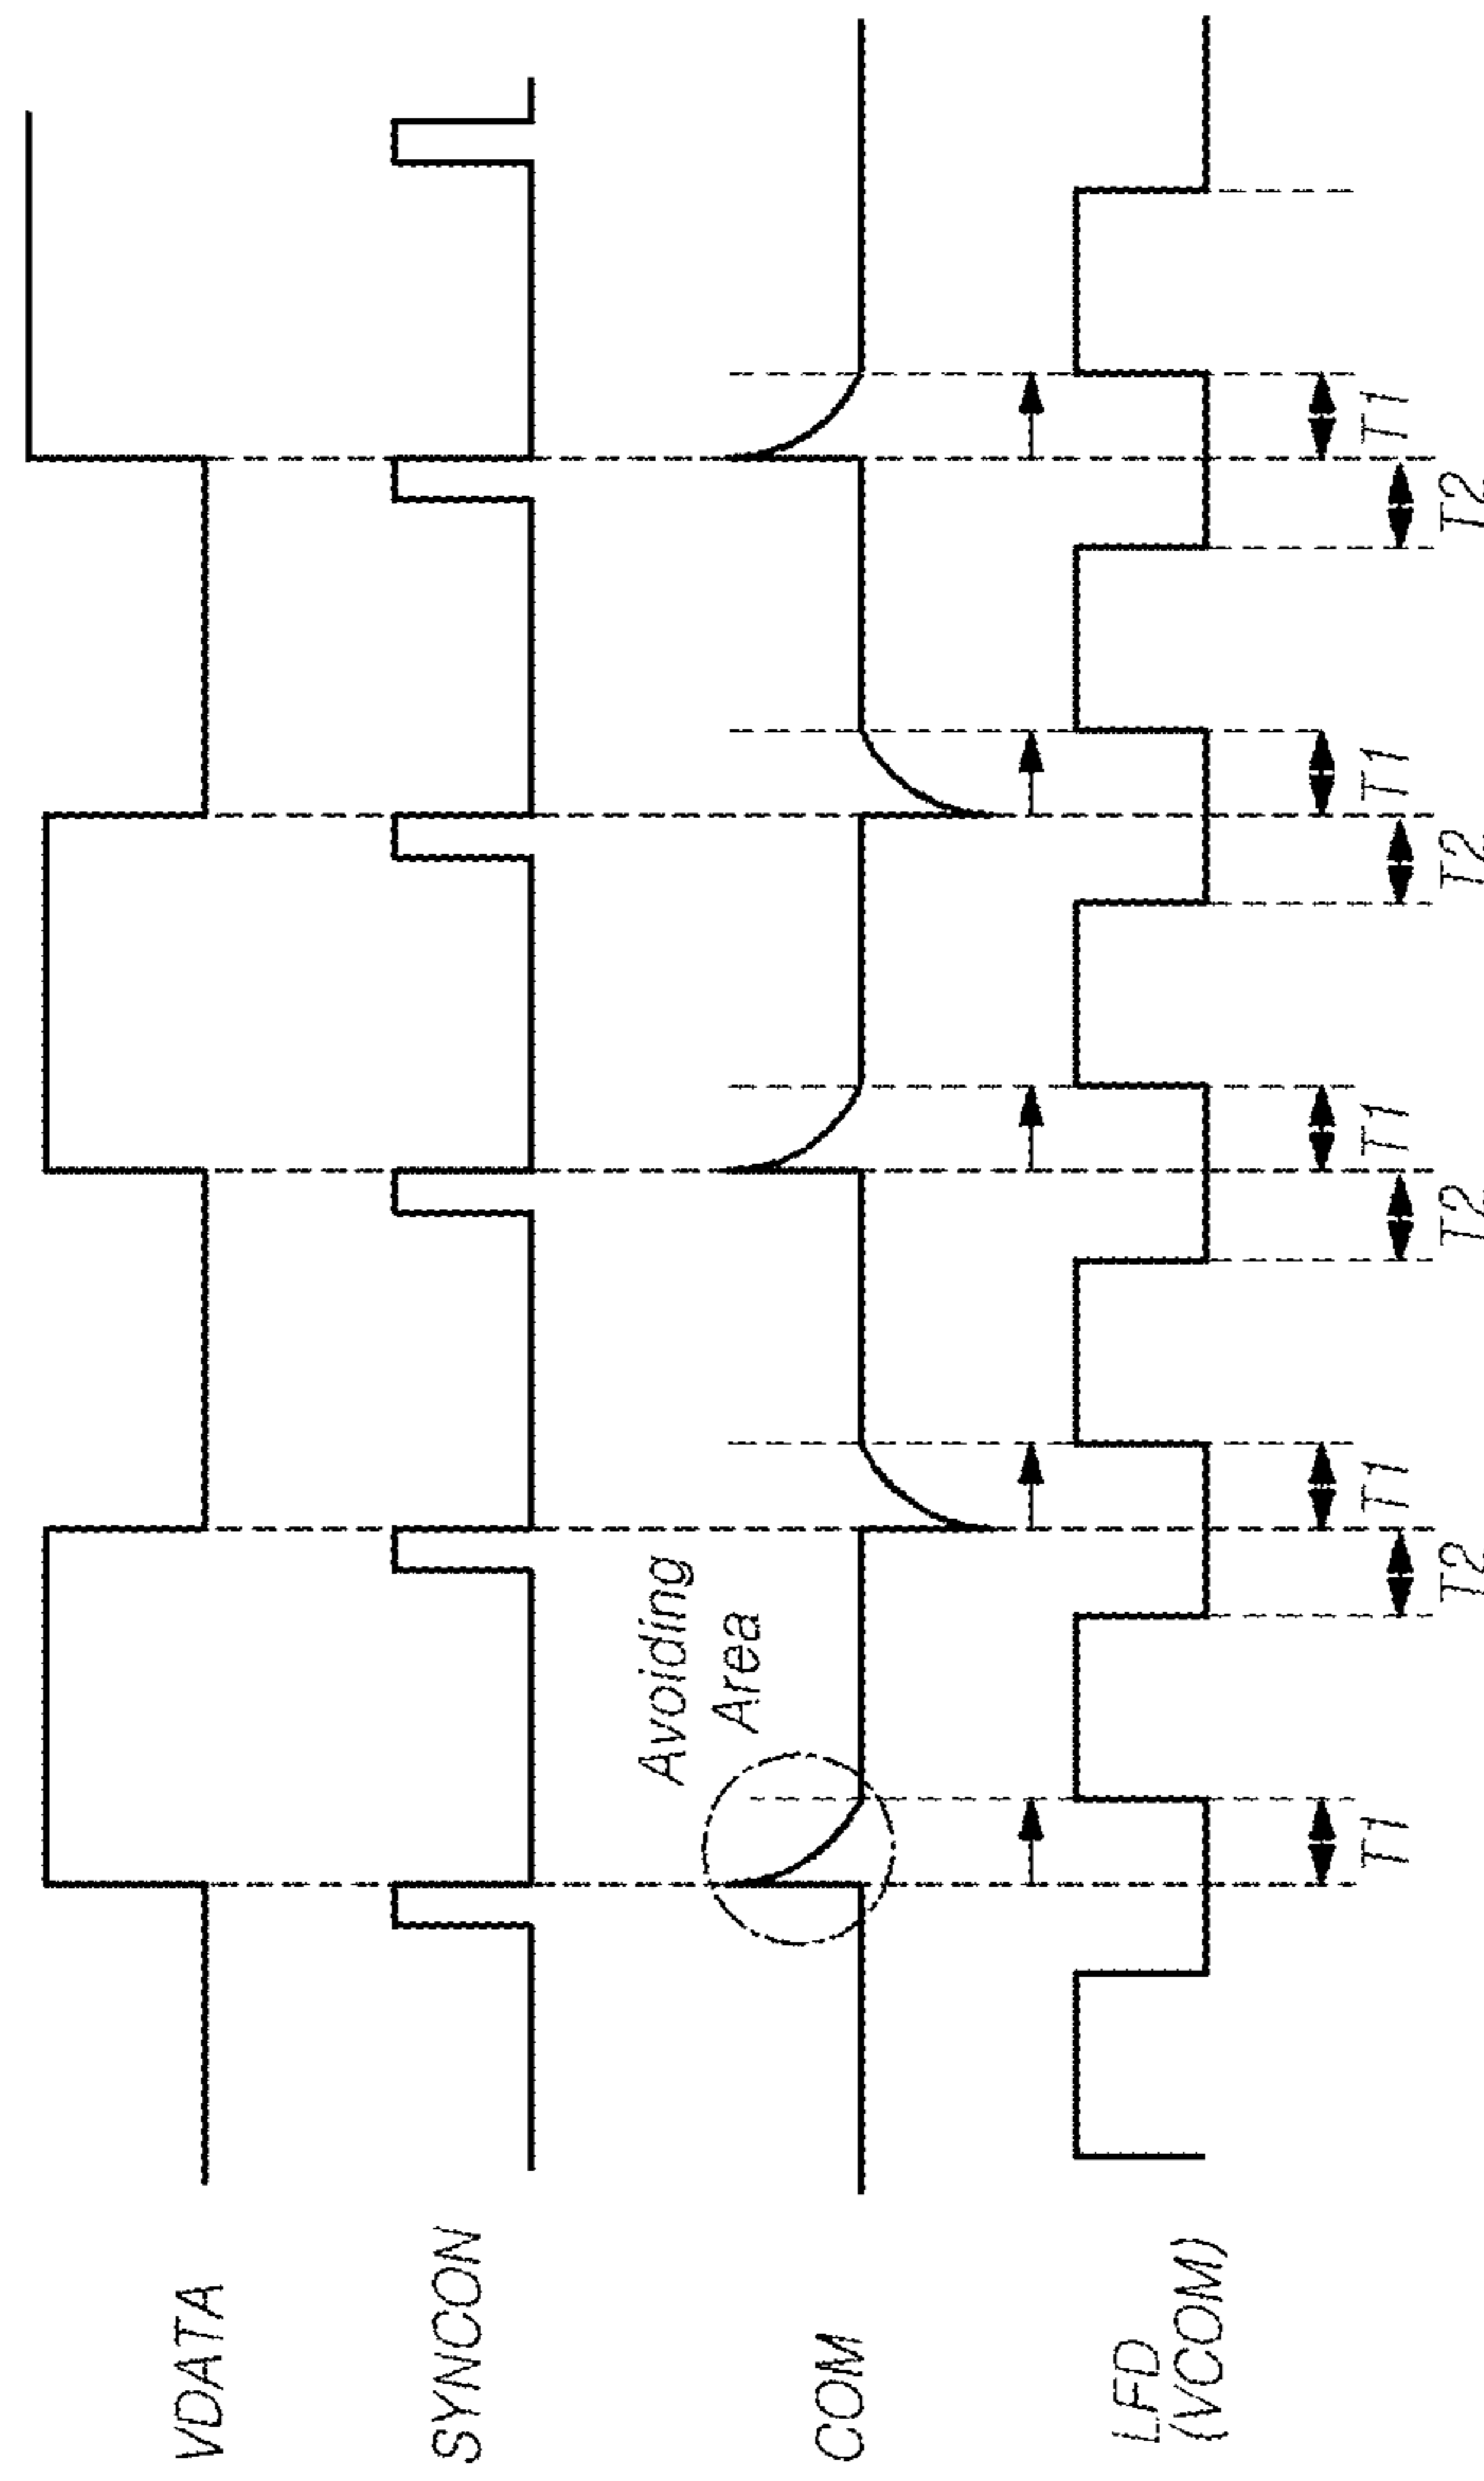 VDATA
SYNCON
Avoiding
Area
COM
LFD
(VCOM)
T1
T1
T1
T1
T1
T2
T2
T2
T2